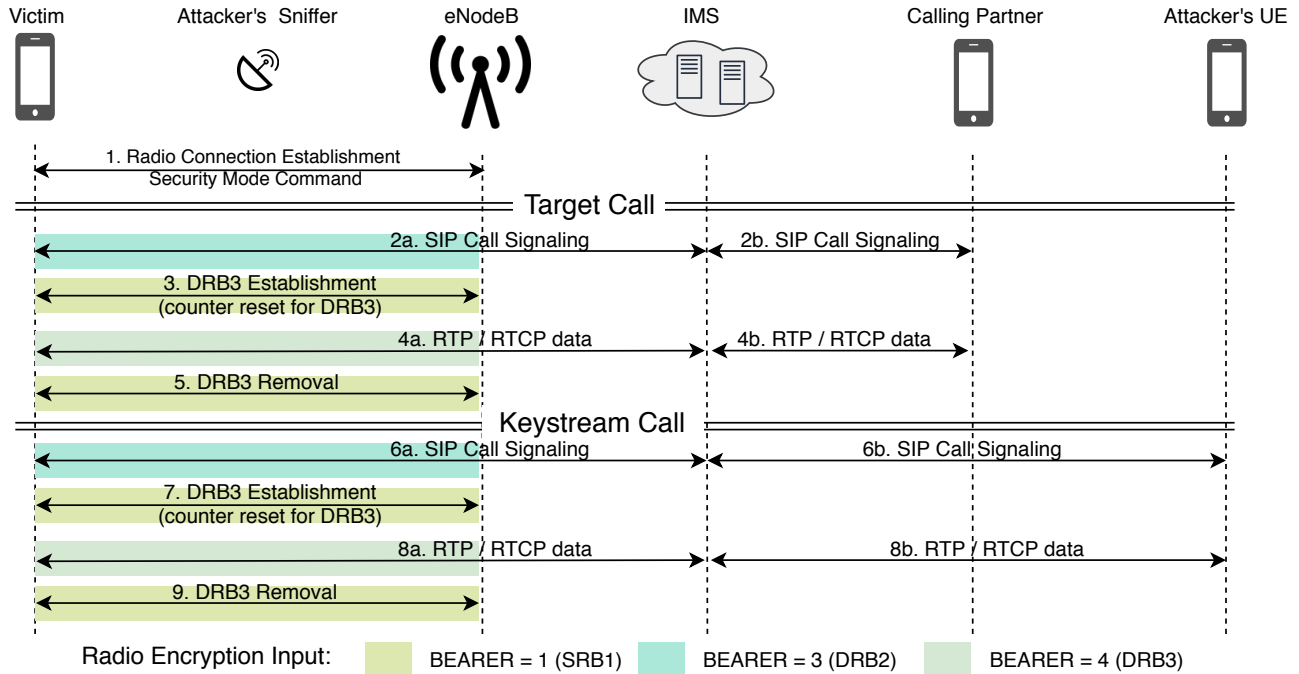 Victim
Attacker's Sniffer
eNodeB
IMS
Calling Partner
Attacker's UE
1. Radio Connection Establishment
Security Mode Command
Target Call
2a. SIP Call Signaling
2b. SIP Call Signaling
3. DRB3 Establishment
(counter reset for DRB3)
4a. RTP / RTCP data
4b. RTP / RTCP data
5. DRB3 Removal
Keystream Call
6a. SIP Call Signaling
6b. SIP Call Signaling
7. DRB3 Establishment
(counter reset for DRB3)
8a. RTP / RTCP data
8b. RTP / RTCP data
9. DRB3 Removal
Radio Encryption Input:
BEARER = 1 (SRB1)
BEARER = 3 (DRB2)
BEARER = 4 (DRB3)